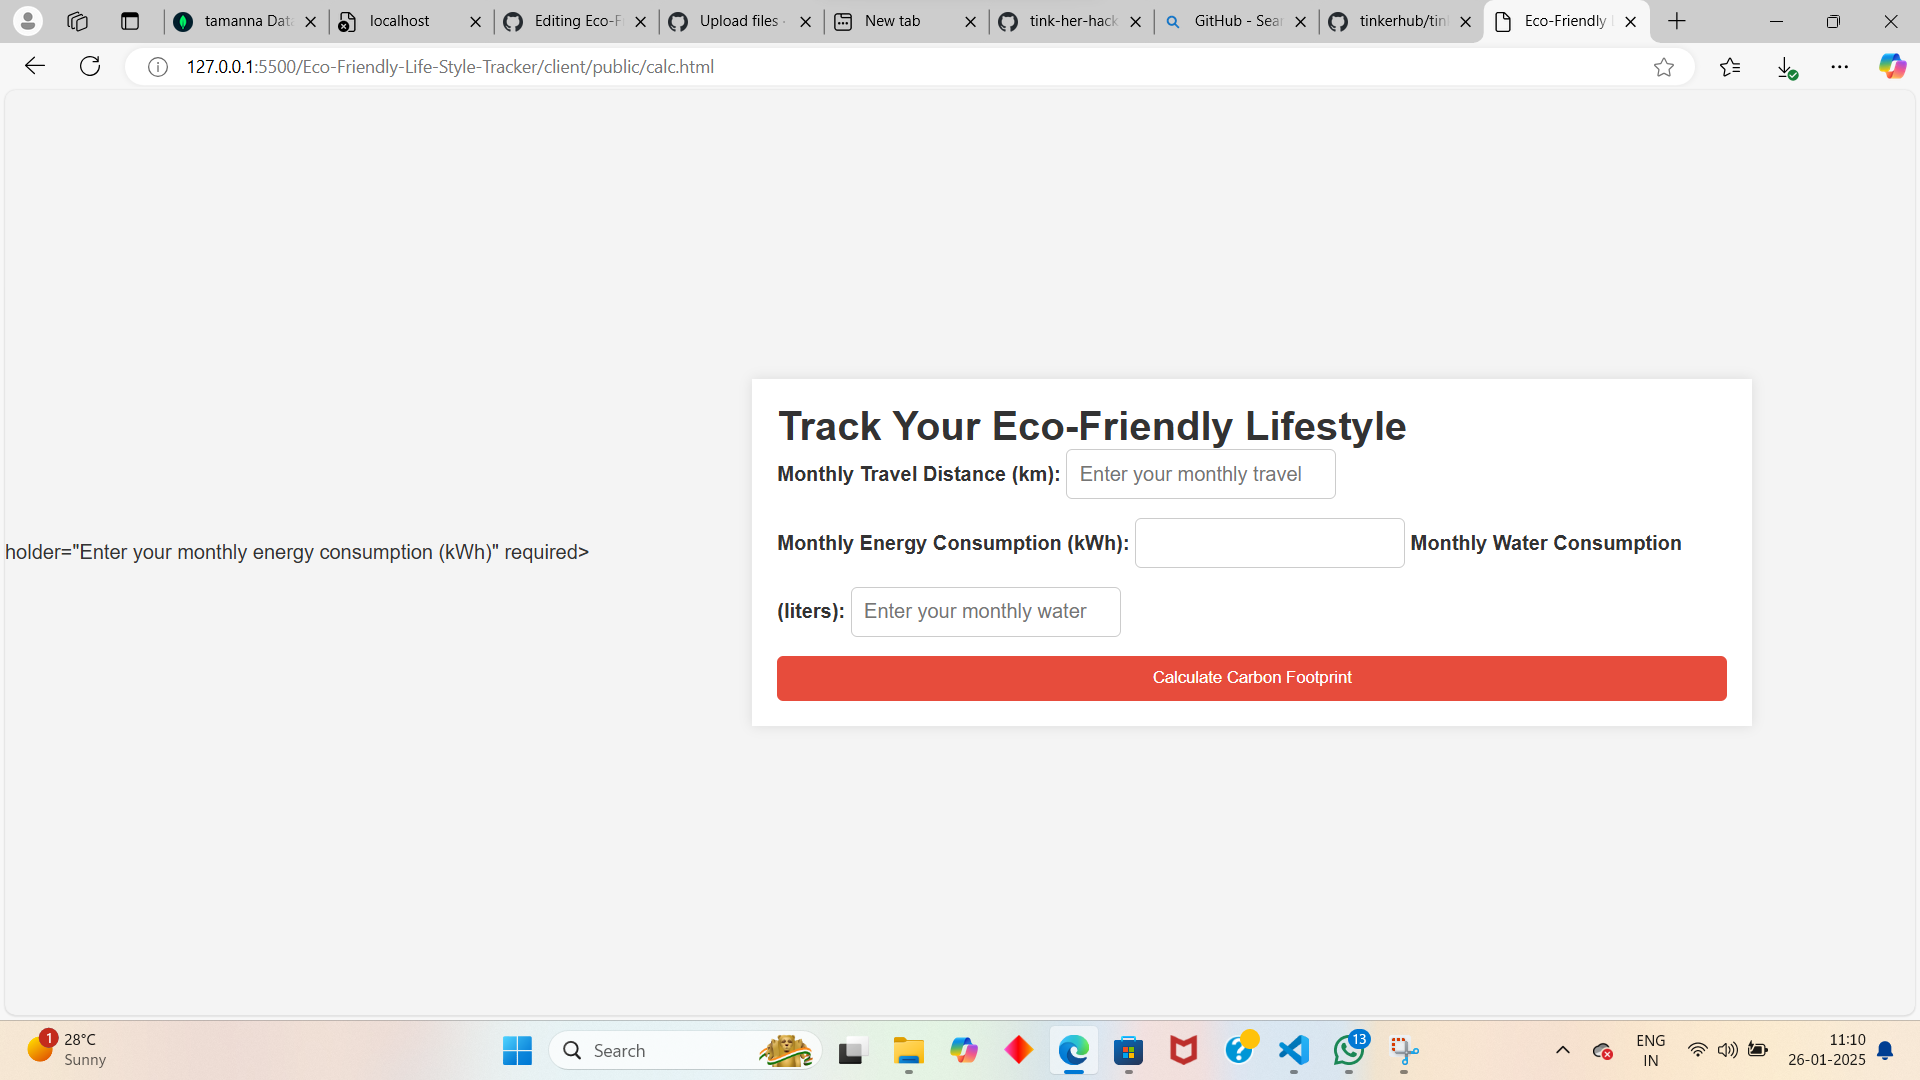 tamanna Dat
localhost
Editing Eco-F
Upload files
New tab
tink-her-hack
GitHub - Sear
tinkerhub/tink
Eco-Friendly
127.0.0.1:5500/Eco-Friendly-Life-Style-Tracker/client/public/calc.html
Track Your Eco-Friendly Lifestyle
Monthly Travel Distance (km): Enter your monthly travel
holder="Enter your monthly energy consumption (kWh)" required>
Monthly Energy Consumption (kWh): Monthly Water Consumption
(liters): Enter your monthly water
Calculate Carbon Footprint
1
28°C
Sunny
Search
13
ENG
IN
11:10
26-01-2025